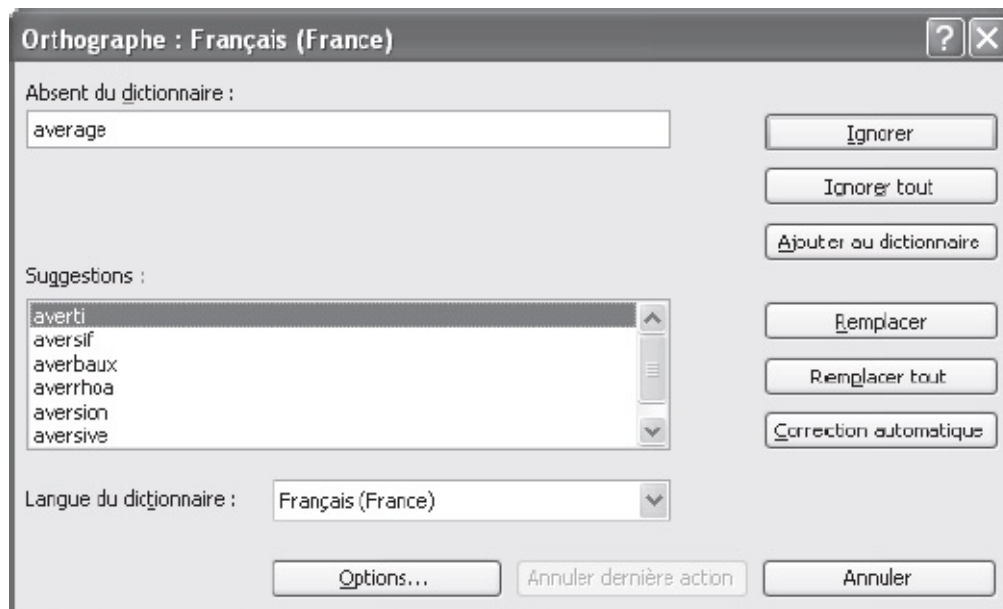 Orthographe : Français (France)
Absent du dictionnaire :
average
Ignorer
Ignorer tout
Ajouter au dictionnaire
Suggestions :
averti
aversif
averbaux
averrhoa
aversion
aversive
Remplacer
Remplacer tout
Correction automatique
Langue du dictionnaire :
Français (France)
Options...
Annuler dernière action
Annuler